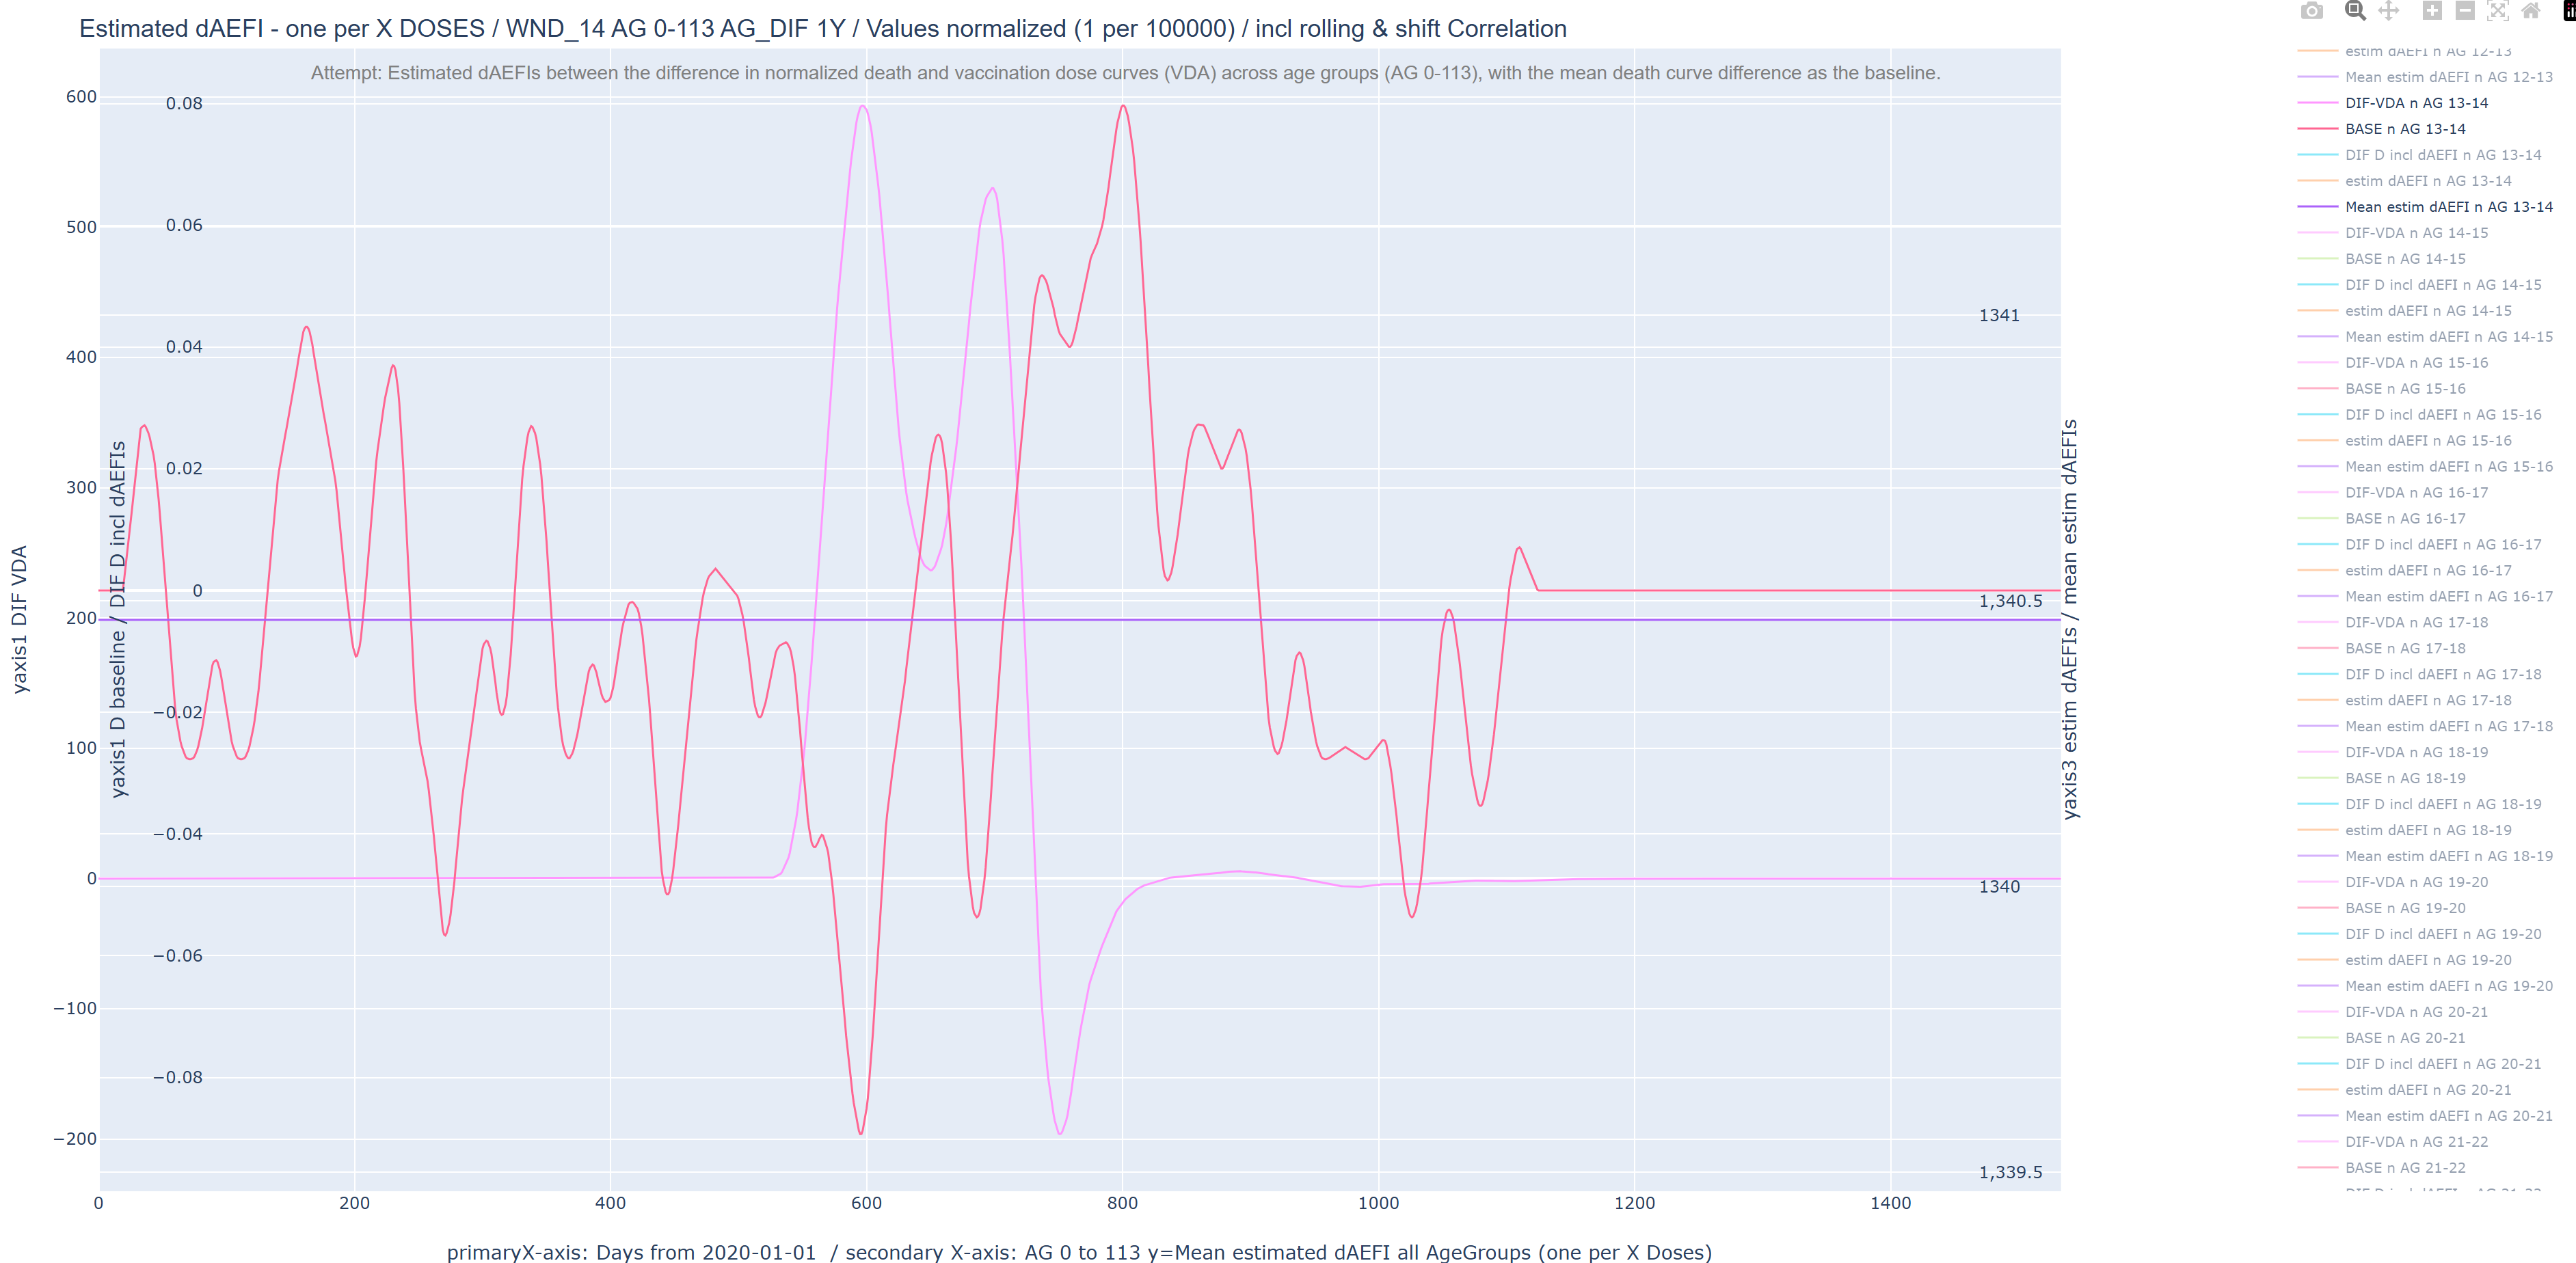 Estimated dAEFI - one per X DOSES / WND_14 AG 0-113 AG_DIF 1Y / Values normalized (1 per 100000) / incl rolling & shift Correlation
Attempt: Estimated dAEFIs between the difference in normalized death and vaccination dose curves (VDA) across age groups (AG 0-113), with the mean death curve difference as the baseline.
yaxis1 DIF VDA
600
500
400
300
200
100
0
−100
−200
yaxis1 D baseline / DIF D incl dAEFIs
0.08
0.06
0.04
0.02
0
−0.02
−0.04
−0.06
−0.08
1341
1,340.5
1340
1,339.5
yaxis3 estim dAEFIs / mean estim dAEFIs
0
200
400
600
800
1000
1200
1400
primaryX-axis: Days from 2020-01-01 / secondary X-axis: AG 0 to 113 y=Mean estimated dAEFI all AgeGroups (one per X Doses)
estim dAEFI n AG 12-13
Mean estim dAEFI n AG 12-13
DIF-VDA n AG 13-14
BASE n AG 13-14
DIF D incl dAEFI n AG 13-14
estim dAEFI n AG 13-14
Mean estim dAEFI n AG 13-14
DIF-VDA n AG 14-15
BASE n AG 14-15
DIF D incl dAEFI n AG 14-15
estim dAEFI n AG 14-15
Mean estim dAEFI n AG 14-15
DIF-VDA n AG 15-16
BASE n AG 15-16
DIF D incl dAEFI n AG 15-16
estim dAEFI n AG 15-16
Mean estim dAEFI n AG 15-16
DIF-VDA n AG 16-17
BASE n AG 16-17
DIF D incl dAEFI n AG 16-17
estim dAEFI n AG 16-17
Mean estim dAEFI n AG 16-17
DIF-VDA n AG 17-18
BASE n AG 17-18
DIF D incl dAEFI n AG 17-18
estim dAEFI n AG 17-18
Mean estim dAEFI n AG 17-18
DIF-VDA n AG 18-19
BASE n AG 18-19
DIF D incl dAEFI n AG 18-19
estim dAEFI n AG 18-19
Mean estim dAEFI n AG 18-19
DIF-VDA n AG 19-20
BASE n AG 19-20
DIF D incl dAEFI n AG 19-20
estim dAEFI n AG 19-20
Mean estim dAEFI n AG 19-20
DIF-VDA n AG 20-21
BASE n AG 20-21
DIF D incl dAEFI n AG 20-21
estim dAEFI n AG 20-21
Mean estim dAEFI n AG 20-21
DIF-VDA n AG 21-22
BASE n AG 21-22